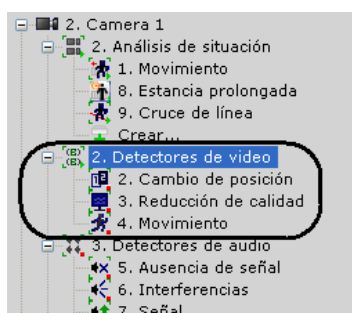 2. Camera 1
2. Análisis de situación
1. Movimiento
8. Estancia prolongada
9. Cruce de línea
Crear...
2. Detectores de video
2. Cambio de posición
3. Reducción de calidad
4. Movimiento
3. Detectores de audio
5. Ausencia de señal
6. Interferencias
7. Señal